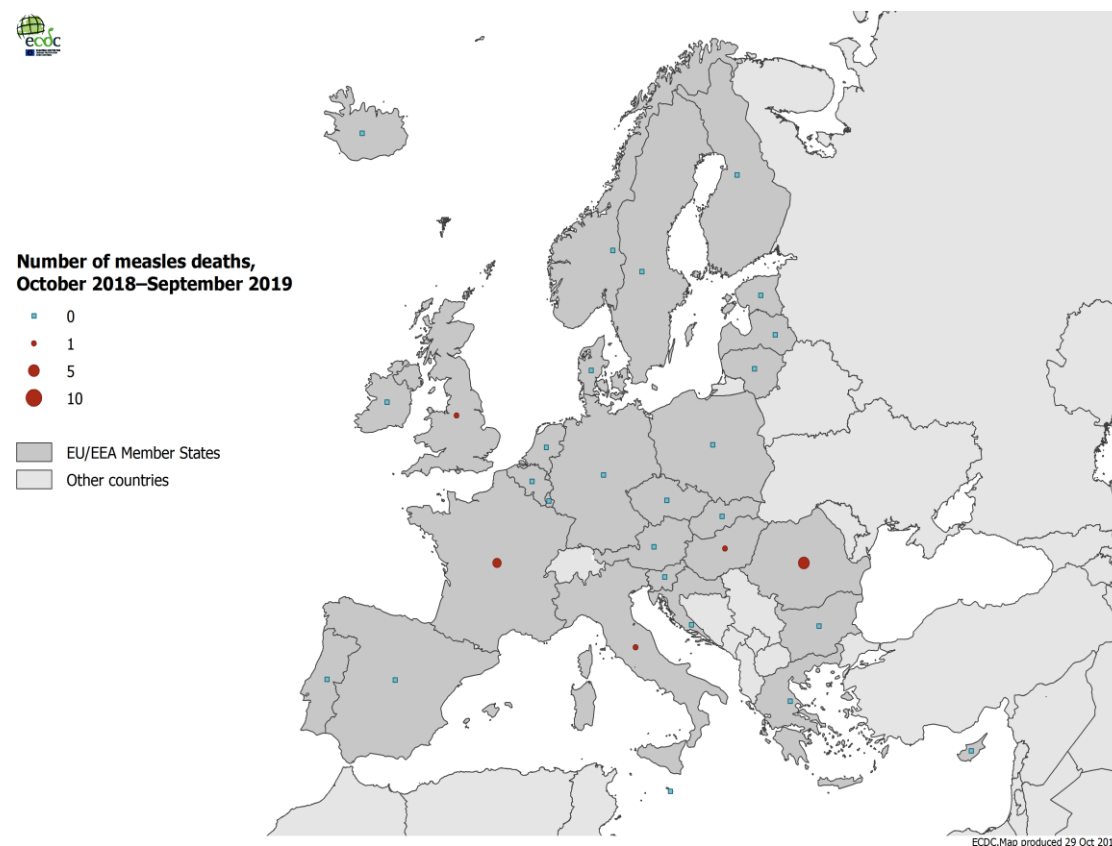 ecdc
Number of measles deaths,
October 2018–September 2019
0
1
5
10
EU/EEA Member States
Other countries
ECDC.Map produced 29 Oct 201